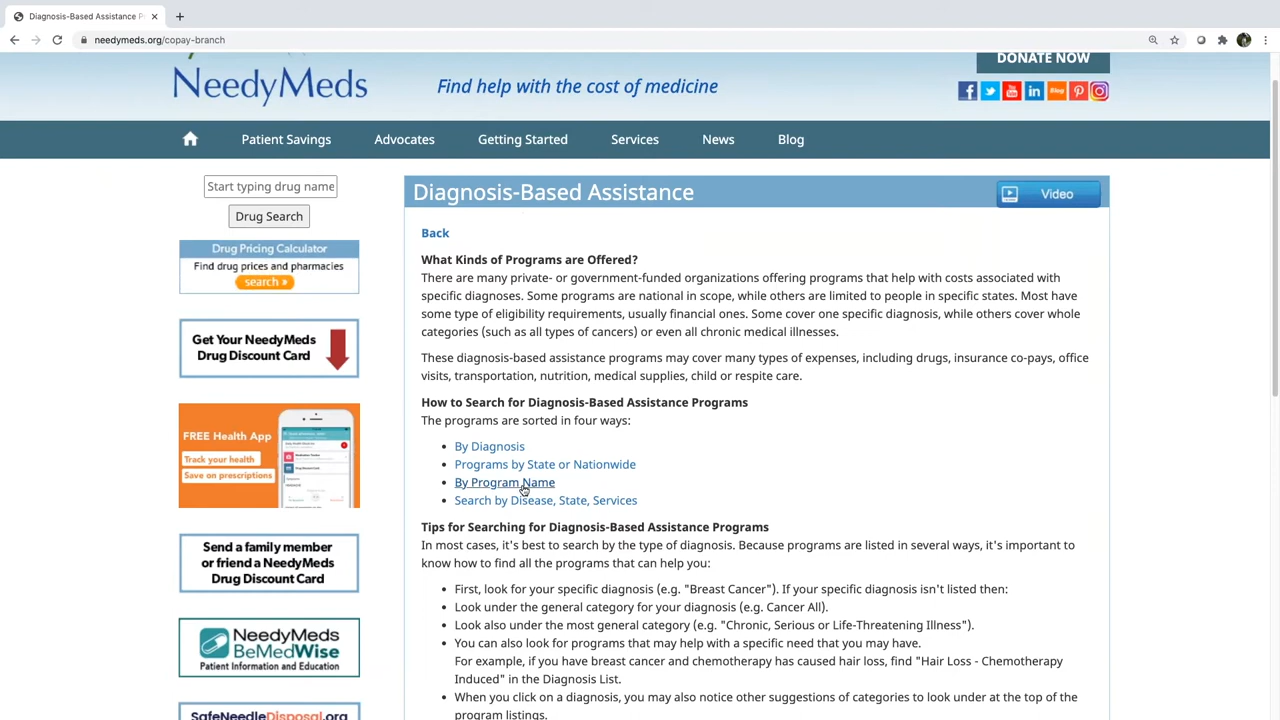 Diagnosis-Based Assistance P
needymeds.org/copay-branch
NeedyMeds
Find help with the cost of medicine
DONATE NOW
Blog
Patient Savings
Advocates
Getting Started
Services
News
Blog
Start typing drug name
Drug Search
Drug Pricing Calculator
Find drug prices and pharmacies
search »
Get Your NeedyMeds
Drug Discount Card
FREE Health App
Track your health
Save on prescriptions
Send a family member
or friend a NeedyMeds
Drug Discount Card
NeedyMeds
BeMedWise
Patient Information and Education
SafeNeedleDisposal.org
Diagnosis-Based Assistance
Video
Back
What Kinds of Programs are Offered?
There are many private- or government-funded organizations offering programs that help with costs associated with
specific diagnoses. Some programs are national in scope, while others are limited to people in specific states. Most have
some type of eligibility requirements, usually financial ones. Some cover one specific diagnosis, while others cover whole
categories (such as all types of cancers) or even all chronic medical illnesses.
These diagnosis-based assistance programs may cover many types of expenses, including drugs, insurance co-pays, office
visits, transportation, nutrition, medical supplies, child or respite care.
How to Search for Diagnosis-Based Assistance Programs
The programs are sorted in four ways:
• By Diagnosis
• Programs by State or Nationwide
• By Program Name
• Search by Disease, State, Services
Tips for Searching for Diagnosis-Based Assistance Programs
In most cases, it's best to search by the type of diagnosis. Because programs are listed in several ways, it's important to
know how to find all the programs that can help you:
• First, look for your specific diagnosis (e.g. "Breast Cancer"). If your specific diagnosis isn't listed then:
• Look under the general category for your diagnosis (e.g. Cancer All).
• Look also under the most general category (e.g. "Chronic, Serious or Life-Threatening Illness").
• You can also look for programs that may help with a specific need that you may have.
For example, if you have breast cancer and chemotherapy has caused hair loss, find "Hair Loss - Chemotherapy
Induced" in the Diagnosis List.
• When you click on a diagnosis, you may also notice other suggestions of categories to look under at the top of the
program listings.